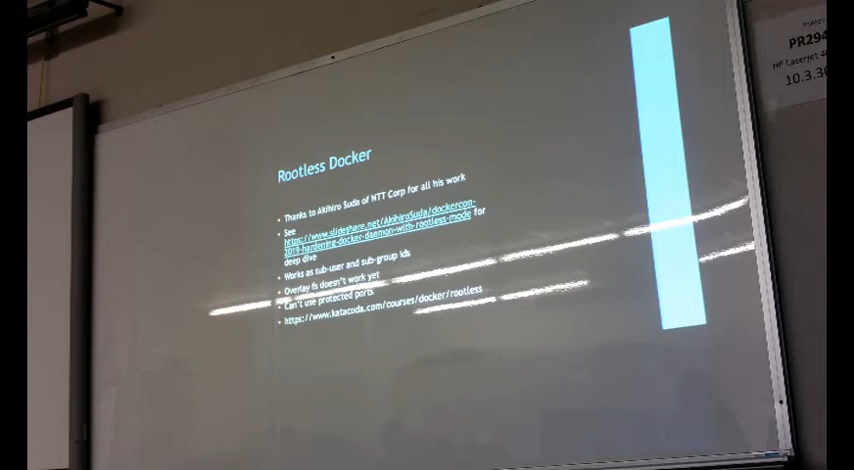 Rootless Docker
• Thanks to Akihiro Suda of NTT Corp for all his work
• See
https://www.slideshare.net/AkihiroSuda/dockercon-
2019-hardening-docker-daemon-with-rootless-mode for
deep dive
• Works as sub-user and sub-group ids
• Overlay fs doesn't work yet
• Can't use protected ports
• https://www.katacoda.com/courses/docker/rootless
PR294
HP Laserjet
10.3.30